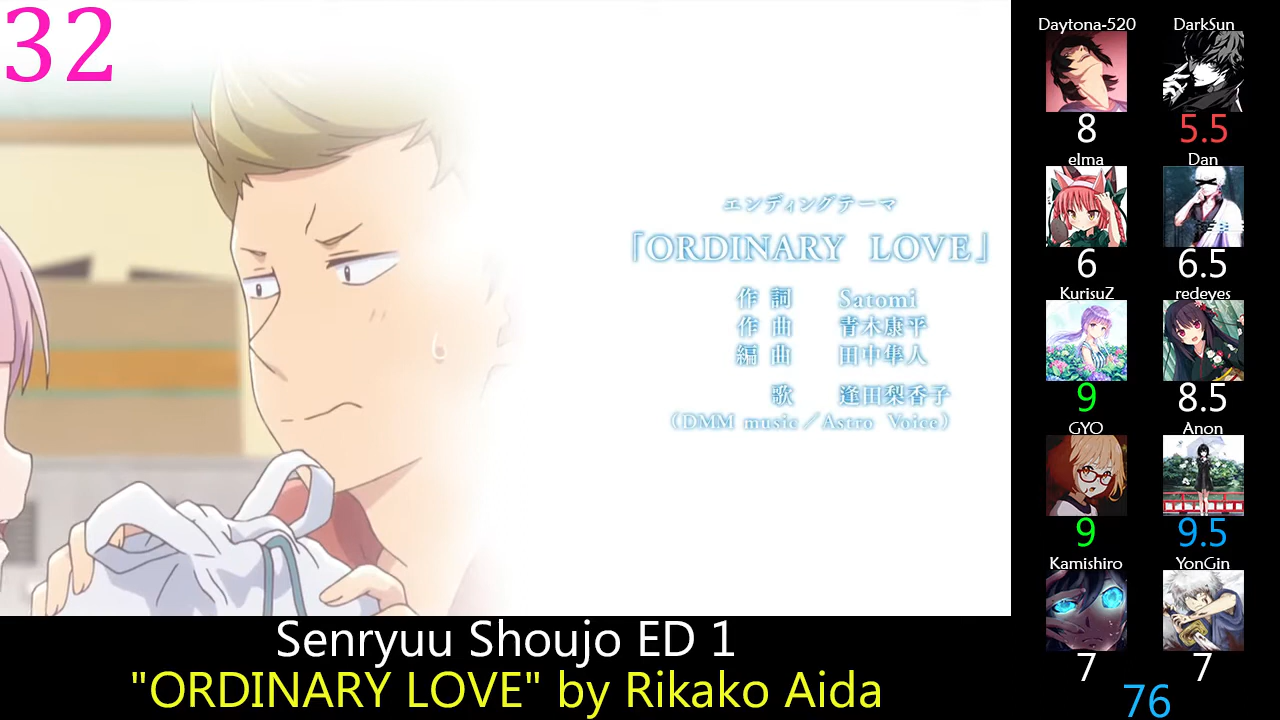 32
エンディングテーマ
「ORDINARY LOVE」
作詞 Satomi
作曲 青木康平
編曲 田中隼人
歌 逢田梨香子
(DMM music/Astro Voice)
Daytona-520 DarkSun
8 5.5
elma Dan
6 6.5
KurisuZ redeyes
9 8.5
GYO Anon
9 9.5
Kamishiro YonGin
7 7
76
Senryuu Shoujo ED 1
"ORDINARY LOVE" by Rikako Aida